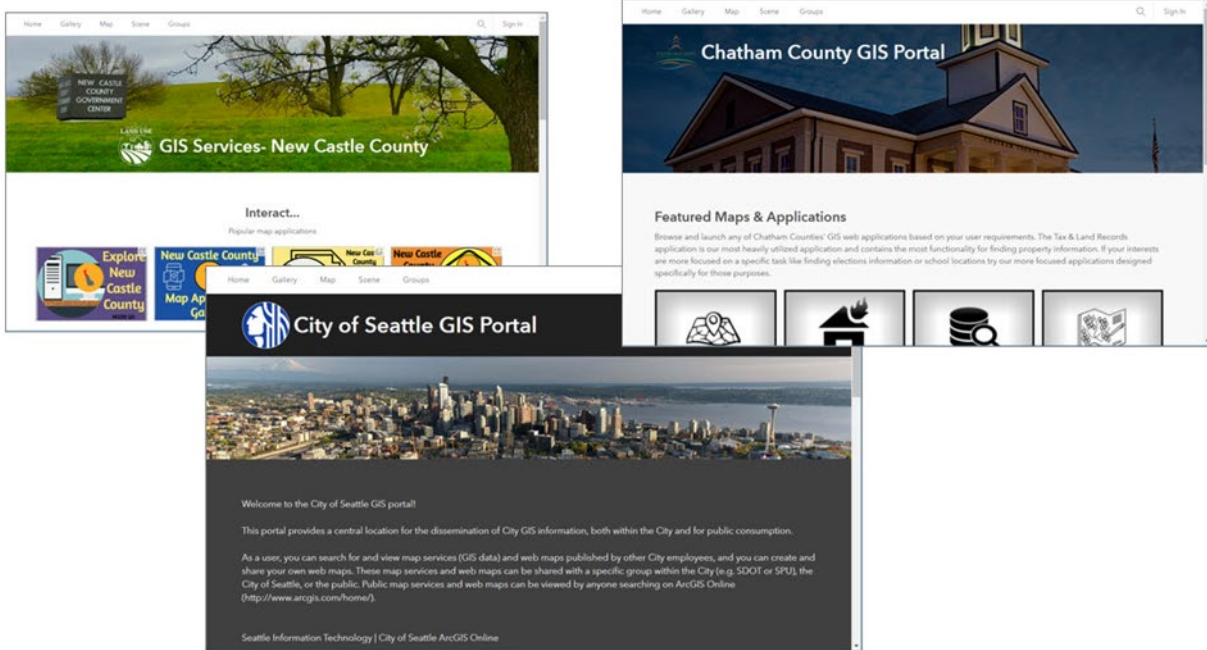 Home Gallery Map Scene Groups Sign In
NEW CASTLE
COUNTY
GOVERNMENT
CENTER
LAND USE
GIS Services- New Castle County
Interact...
Popular map applications
Explore
New
Castle
County
New Castle County
Map Ap
Ga
New Cas
County
New Castle
County
Home Gallery Map Scene Groups Sign In
Chatham County GIS Portal
Featured Maps & Applications
Browse and launch any of Chatham Counties' GIS web applications based on your user requirements. The Tax & Land Records
application is our most heavily utilized application and contains the most functionality for finding property information. If your interests
are more focused on a specific task like finding elections information or school locations try our more focused applications designed
specifically for those purposes.
Home Gallery Map Scene Groups
City of Seattle GIS Portal
Welcome to the City of Seattle GIS portal!
This portal provides a central location for the dissemination of City GIS information, both within the City and for public consumption.
As a user, you can search for and view map services (GIS data) and web maps published by other City employees, and you can create and
share your own web maps. These map services and web maps can be shared with a specific group within the City (e.g. SDOT or SPU), the
City of Seattle, or the public. Public map services and web maps can be viewed by anyone searching on ArcGIS Online
(http://www.arcgis.com/home/).
Seattle Information Technology | City of Seattle ArcGIS Online